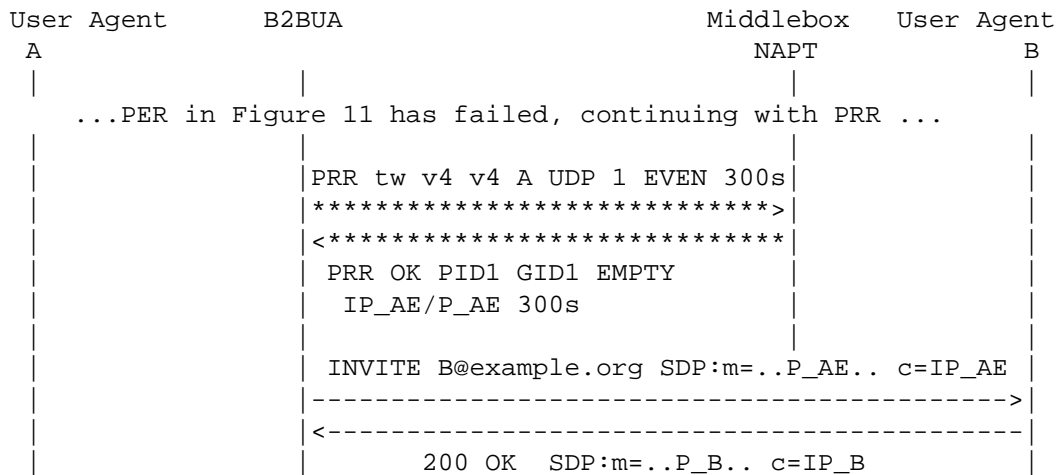 User Agent      B2BUA                       Middlebox   User Agent
 A                                             NAPT              B
 |                |                              |              |
    ...PER in Figure 11 has failed, continuing with PRR ...
 |                |                              |              |
 |                |PRR tw v4 v4 A UDP 1 EVEN 300s|              |
 |                |*****************************>|              |
 |                |<*****************************|              |
 |                | PRR OK PID1 GID1 EMPTY       |              |
 |                |  IP_AE/P_AE 300s             |              |
 |                |                              |              |
 |                | INVITE B@example.org SDP:m=..P_AE.. c=IP_AE |
 |                |-------------------------------------------->|
 |                |<--------------------------------------------|
 |                |       200 OK  SDP:m=..P_B.. c=IP_B          |